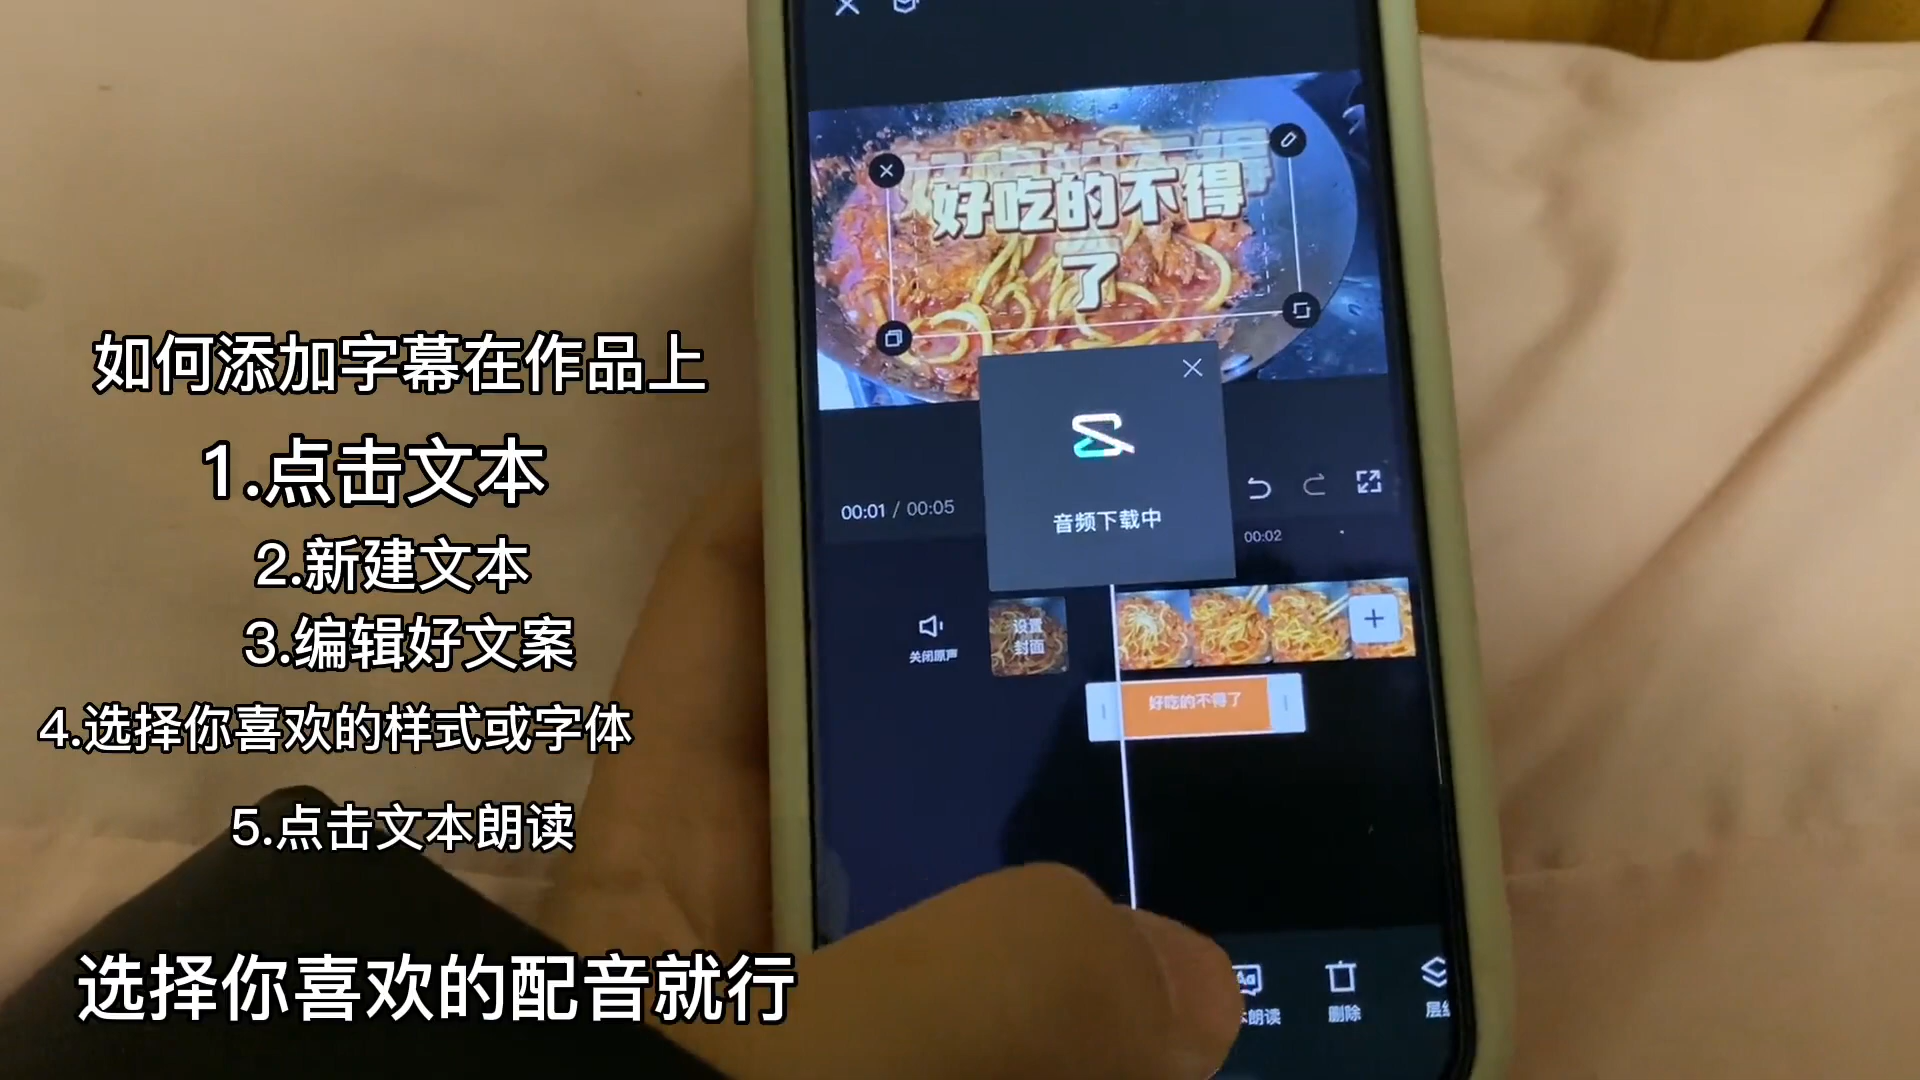 如何添加字幕在作品上
1.点击文本
2.新建文本
3.编辑好文案
4.选择你喜欢的样式或字体
5.点击文本朗读
选择你喜欢的配音就行
好吃的不得
了
音频下载中
00:01 / 00:05
00:02
关闭原声
设置
封面
好吃的不得了
朗读
删除